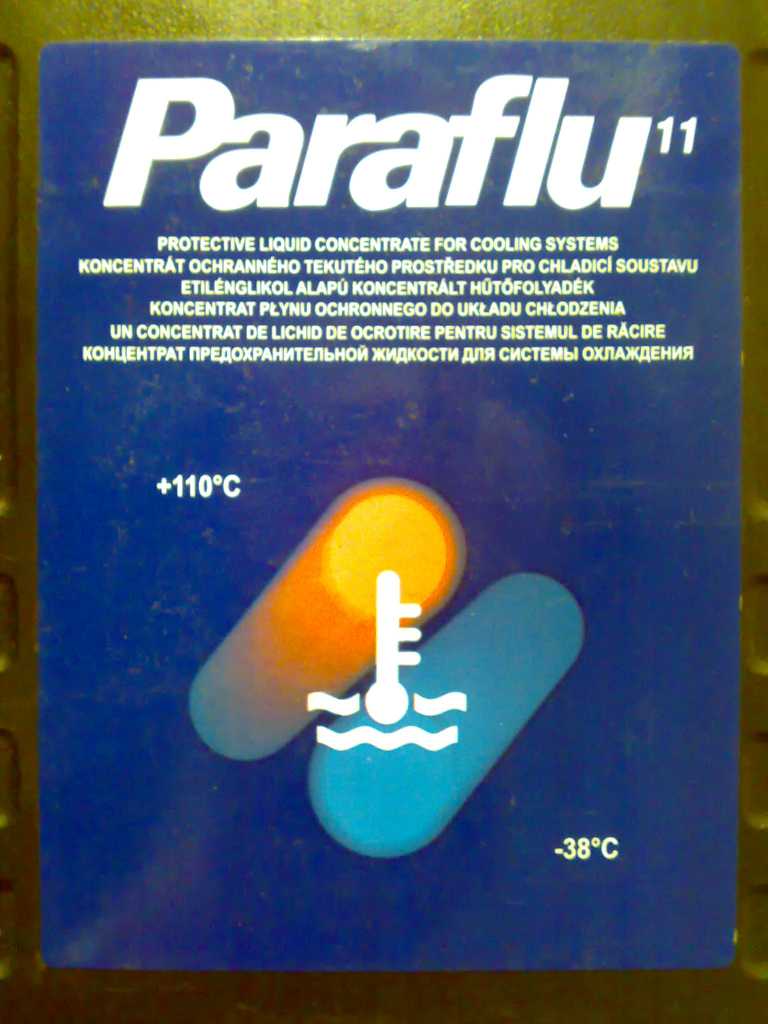 Paraflu 11
PROTECTIVE LIQUID CONCENTRATE FOR COOLING SYSTEMS
KONCENTRÁT OCHRANNÉHO TEKUTÉHO PROSTŘEDKU PRO CHLADICÍ SOUSTAVU
ETILÉNGLIKOL ALAPÚ KONCENTRÁLT HŰTŐFOLYADÉK
KONCENTRAT PŁYNU OCHRONNEGO DO UKŁADU CHŁODZENIA
UN CONCENTRAT DE LICHID DE OCROTIRE PENTRU SISTEMUL DE RĂCIRE
КОНЦЕНТРАТ ПРЕДОХРАНИТЕЛЬНОЙ ЖИДКОСТИ ДЛЯ СИСТЕМЫ ОХЛАЖДЕНИЯ
+110°C
-38°C